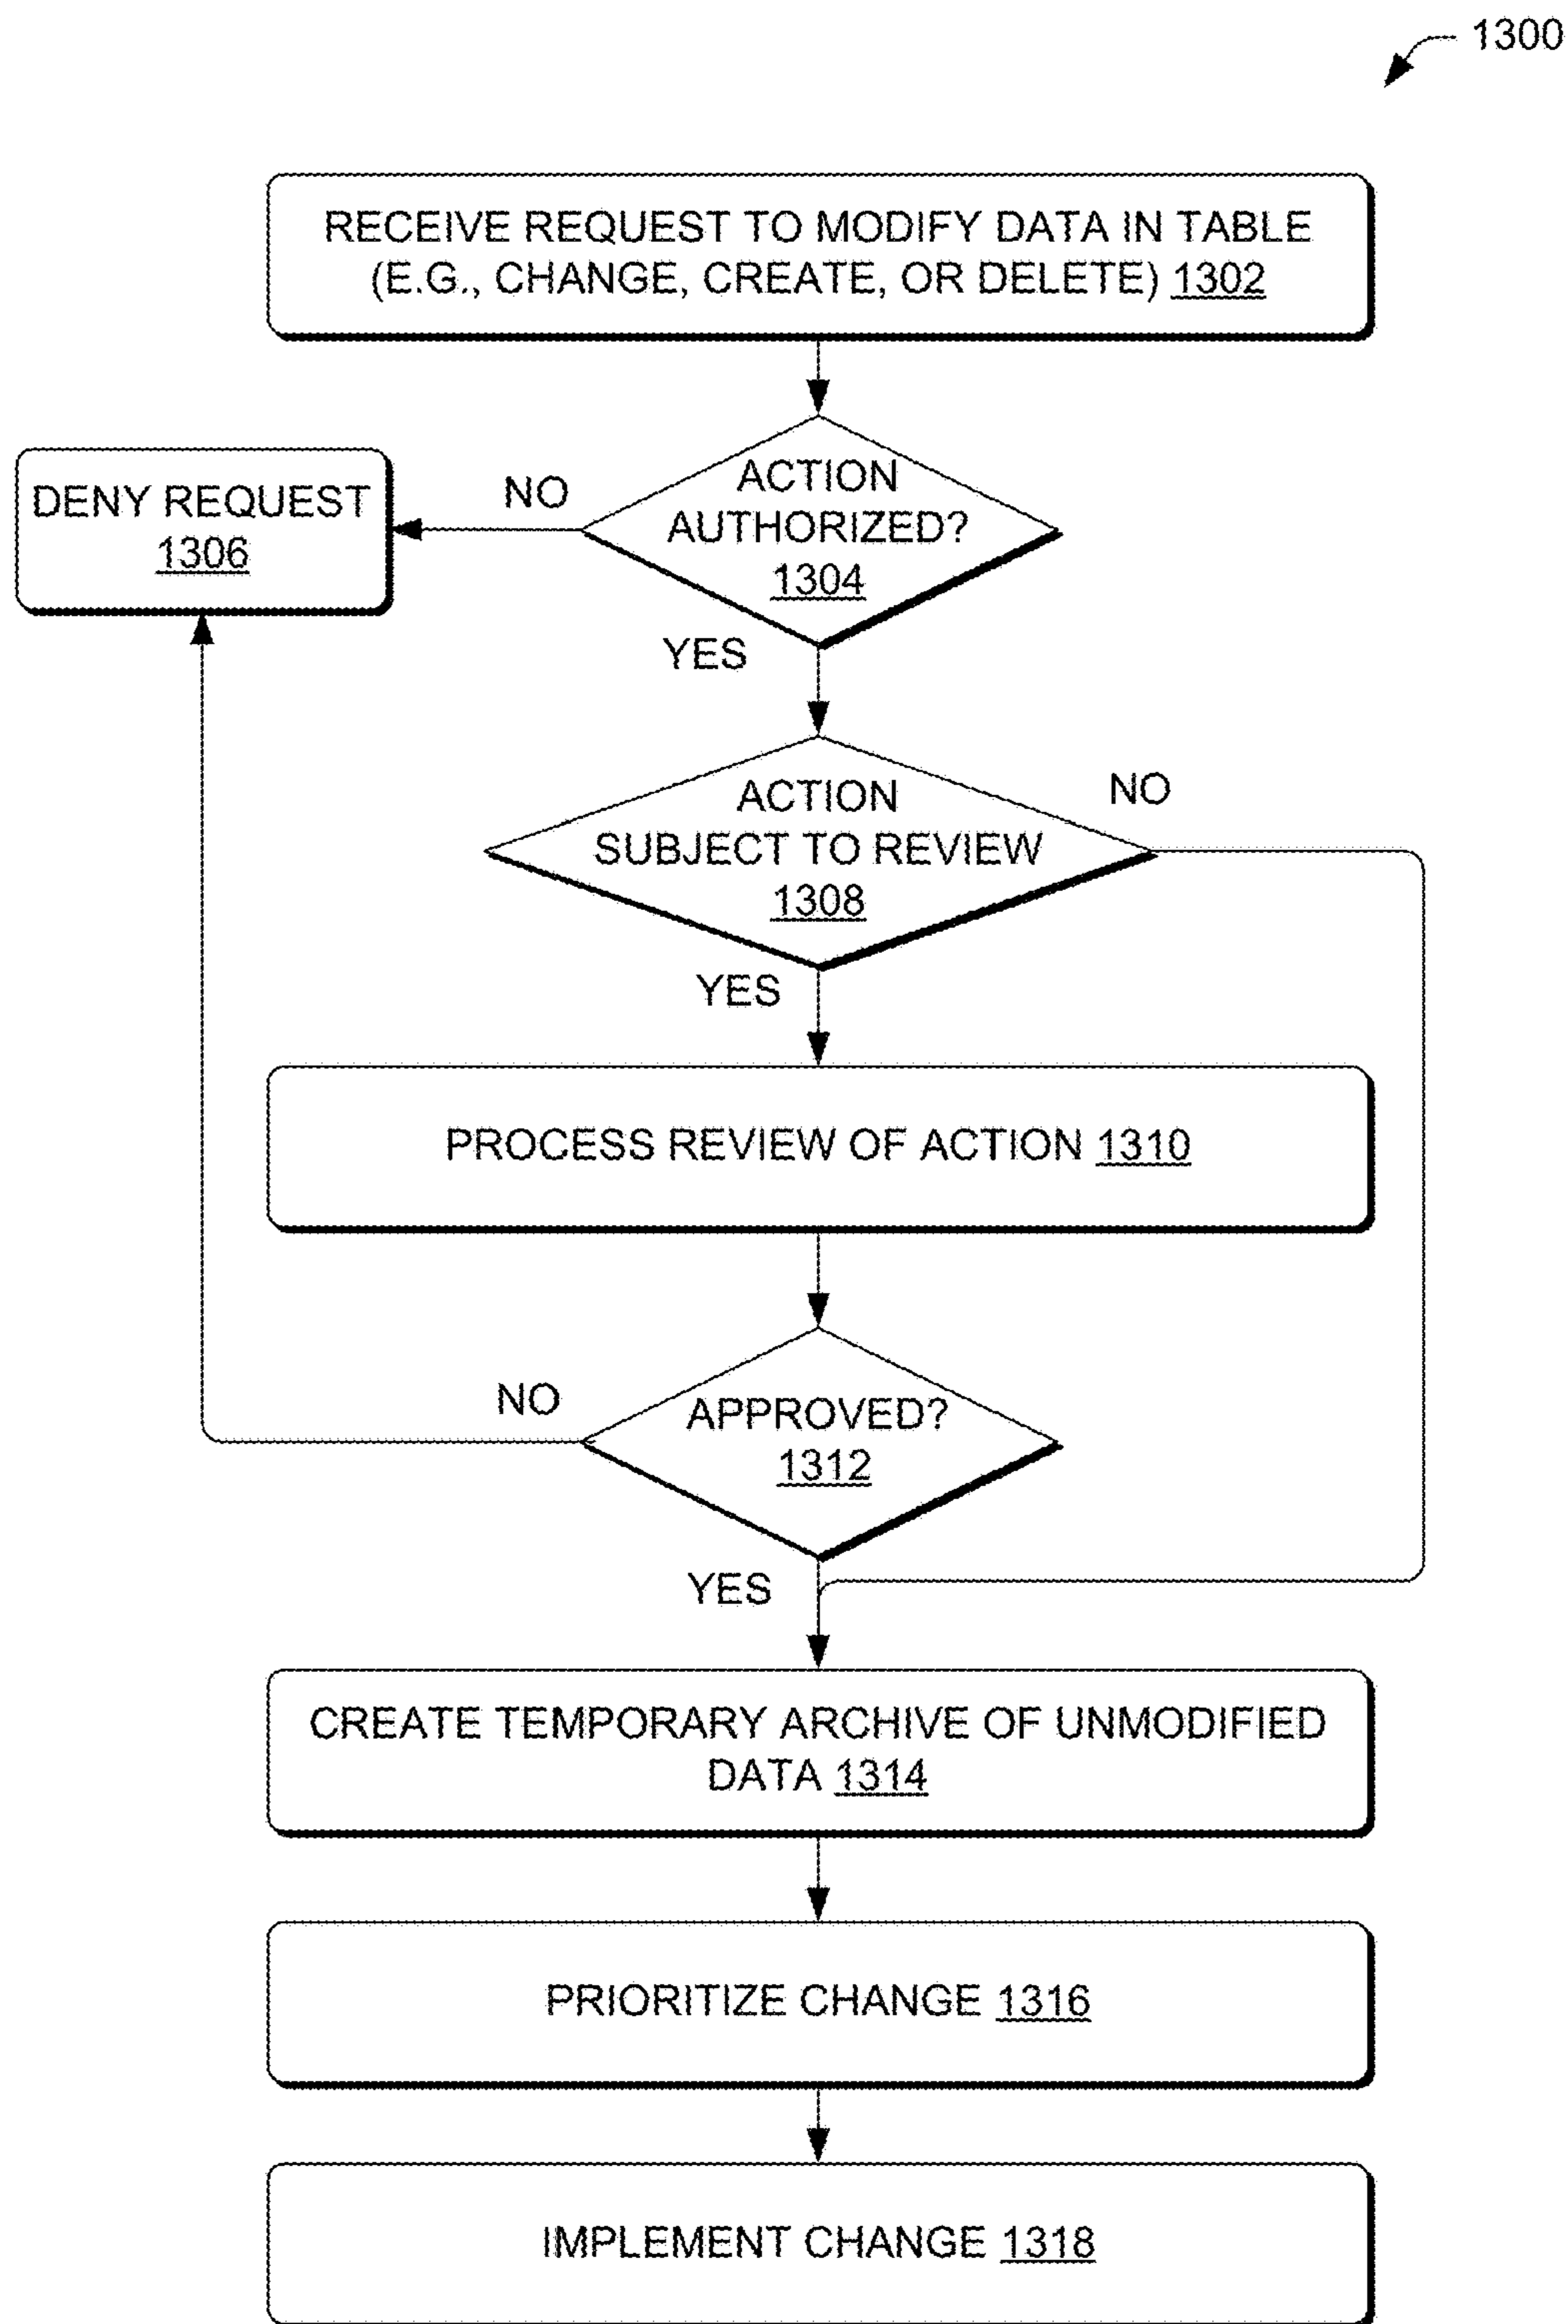 1300
RECEIVE REQUEST TO MODIFY DATA IN TABLE
(E.G., CHANGE, CREATE, OR DELETE) 1302
ACTION
AUTHORIZED?
1304
NO
DENY REQUEST
1306
YES
ACTION
SUBJECT TO REVIEW
1308
NO
YES
PROCESS REVIEW OF ACTION 1310
APPROVED?
1312
NO
YES
CREATE TEMPORARY ARCHIVE OF UNMODIFIED
DATA 1314
PRIORITIZE CHANGE 1316
IMPLEMENT CHANGE 1318